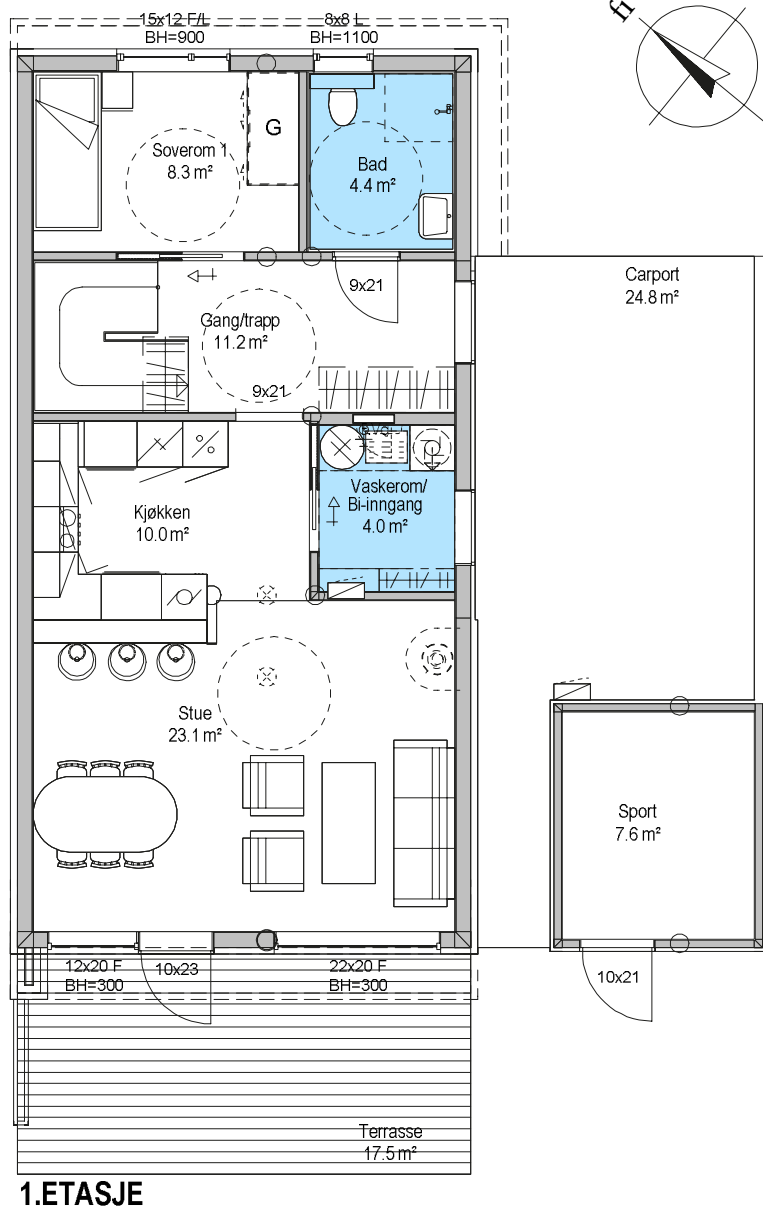 fi
15x12 F/L
BH=900
8x8 L
BH=1100
G
Soverom 1
8.3 m²
Bad
4.4 m²
Carport
24.8 m²
9x21
Gang/trapp
11.2 m²
9x21
Vaskerom/
Bi-inngang
4.0 m²
Kjøkken
10.0 m²
Stue
23.1 m²
Sport
7.6 m²
12x20 F
BH=300
10x23
22x20 F
BH=300
10x21
Terrasse
17.5 m²
1.ETASJE